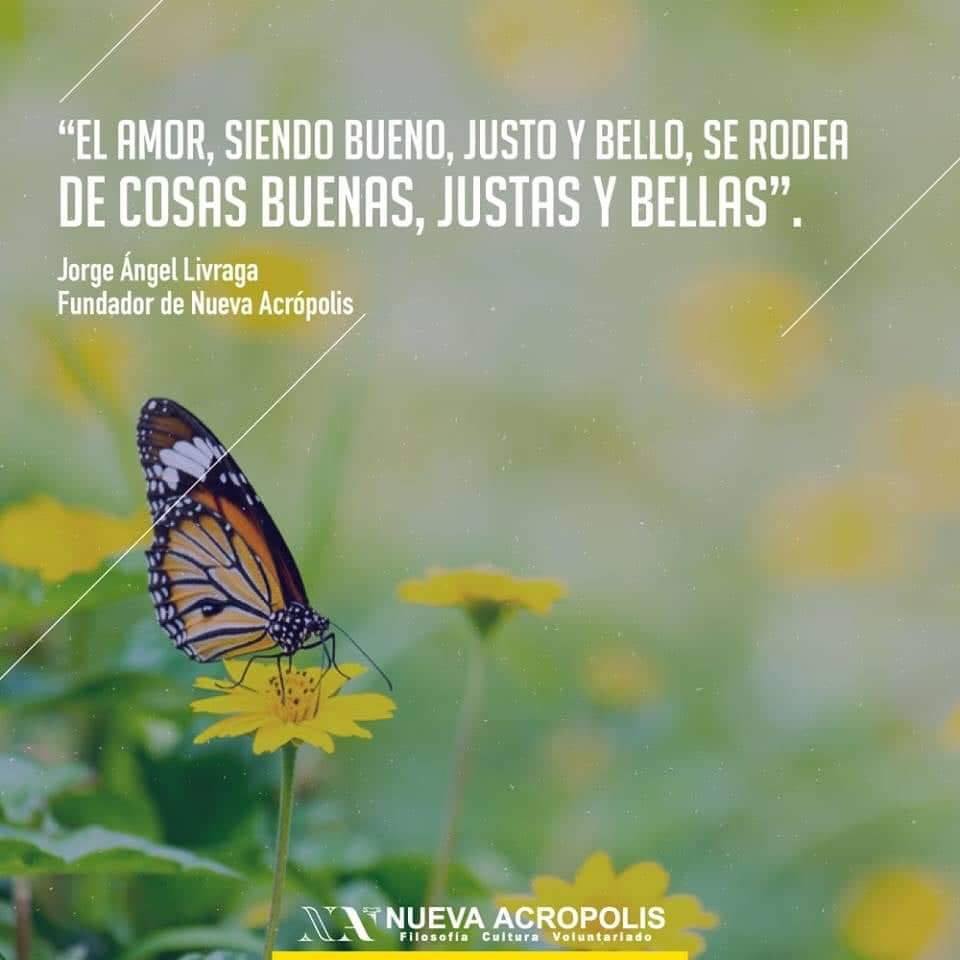 “EL AMOR, SIENDO BUENO, JUSTO Y BELLO, SE RODEA
DE COSAS BUENAS, JUSTAS Y BELLAS”.
Jorge Ángel Livraga
Fundador de Nueva Acrópolis
NA NUEVA ACROPOLIS
Filosofía Cultura Voluntariado